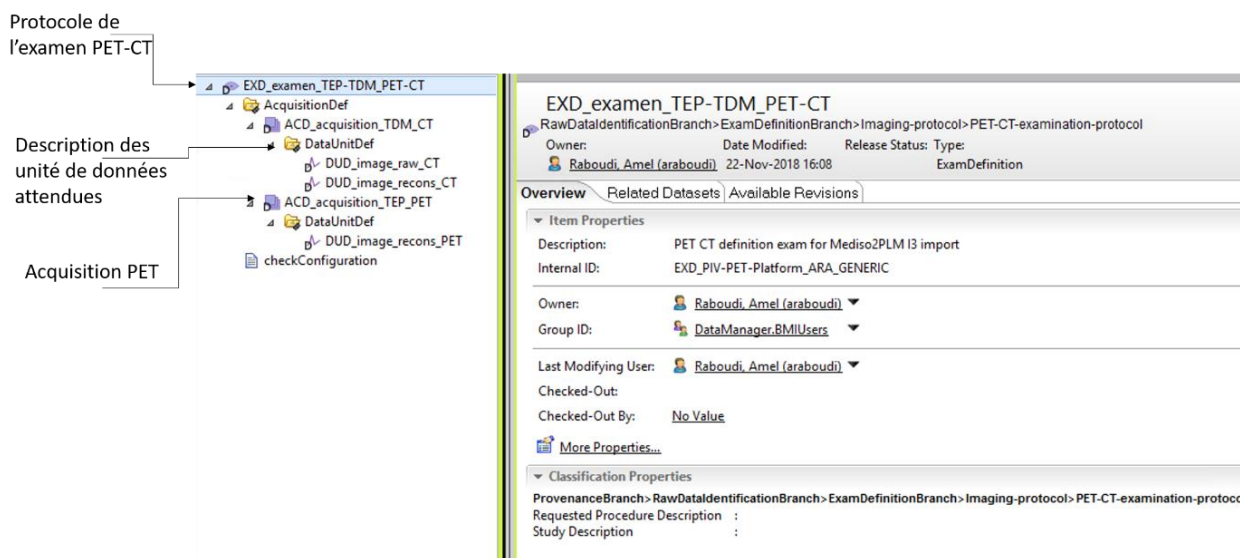 Protocole de
l'examen PET-CT
Description des
unité de données
attendues
Acquisition PET
EXD_examen_TEP-TDM_PET-CT
AcquisitionDef
ACD_acquisition_TDM_CT
DataUnitDef
DUD_image_raw_CT
DUD_image_recons_CT
ACD_acquisition_TEP_PET
DataUnitDef
DUD_image_recons_PET
checkConfiguration
EXD_examen_TEP-TDM_PET-CT
RawDataIdentificationBranch>ExamDefinitionBranch>Imaging-protocol>PET-CT-examination-protocol
Owner: Date Modified: Release Status: Type:
Raboudi, Amel (araboudi) 22-Nov-2018 16:08 ExamDefinition
Overview Related Datasets Available Revisions
Item Properties
Description: PET CT definition exam for Mediso2PLM I3 import
Internal ID: EXD_PIV-PET-Platform_ARA_GENERIC
Owner: Raboudi, Amel (araboudi)
Group ID: DataManager.BMIUsers
Last Modifying User: Raboudi, Amel (araboudi)
Checked-Out:
Checked-Out By: No Value
More Properties...
Classification Properties
ProvenanceBranch>RawDataIdentificationBranch>ExamDefinitionBranch>Imaging-protocol>PET-CT-examination-protoco
Requested Procedure Description :
Study Description :